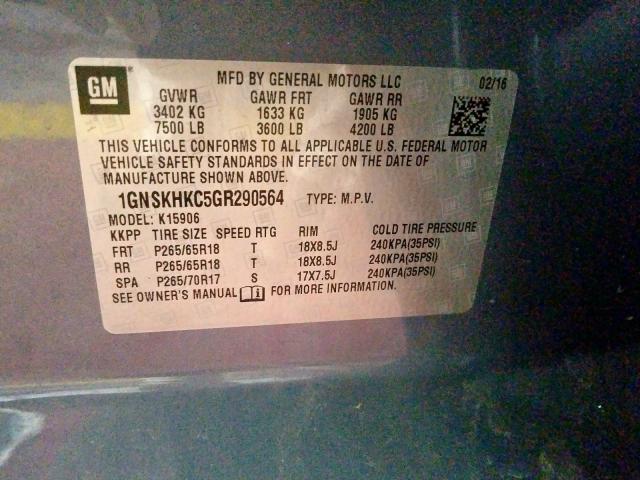 GM
MFD BY GENERAL MOTORS LLC 02/16
GVWR GAWR FRT GAWR RR
3402 KG 1633 KG 1905 KG
7500 LB 3600 LB 4200 LB
THIS VEHICLE CONFORMS TO ALL APPLICABLE U.S. FEDERAL MOTOR
VEHICLE SAFETY STANDARDS IN EFFECT ON THE DATE OF
MANUFACTURE SHOWN ABOVE.
1GNSKHKC5GR290564 TYPE: M.P.V.
MODEL: K15906
KKPP TIRE SIZE SPEED RTG RIM COLD TIRE PRESSURE
FRT P265/65R18 T 18X8.5J 240KPA(35PSI)
RR P265/65R18 T 18X8.5J 240KPA(35PSI)
SPA P265/70R17 S 17X7.5J 240KPA(35PSI)
SEE OWNER'S MANUAL FOR MORE INFORMATION.